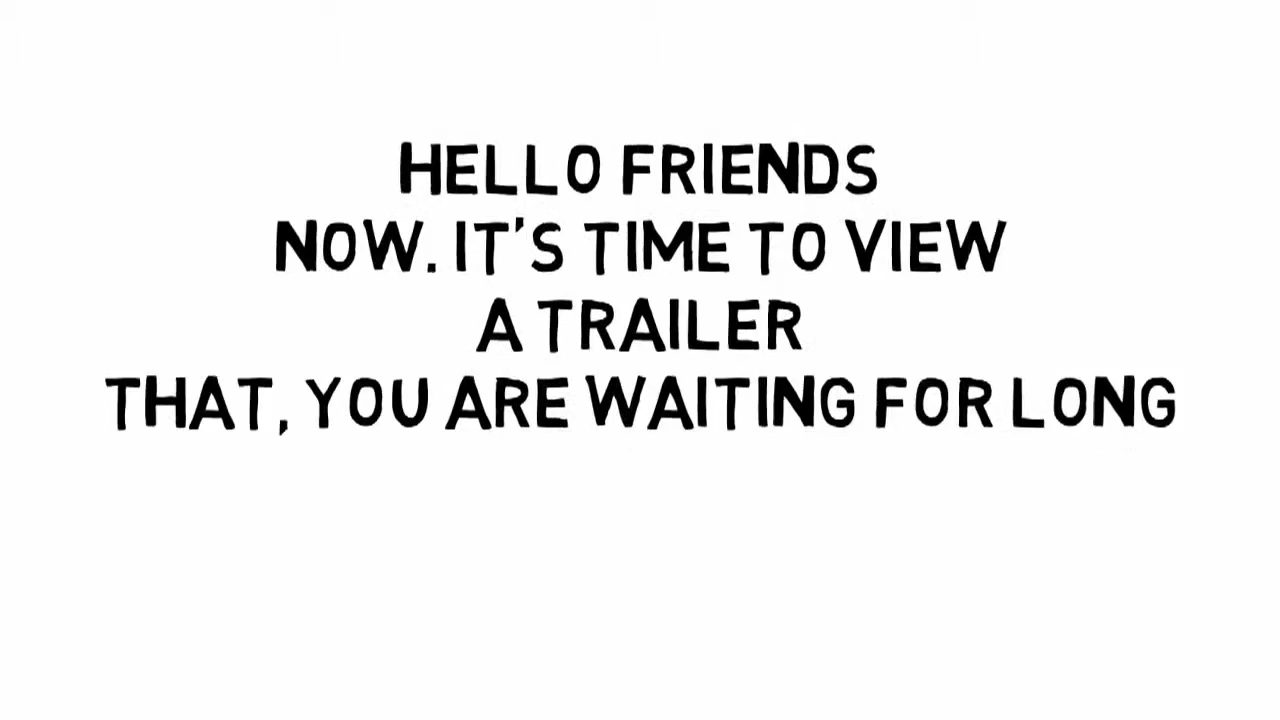 HELLO FRIENDS
NOW. IT'S TIME TO VIEW
A TRAILER
THAT, YOU ARE WAITING FOR LONG